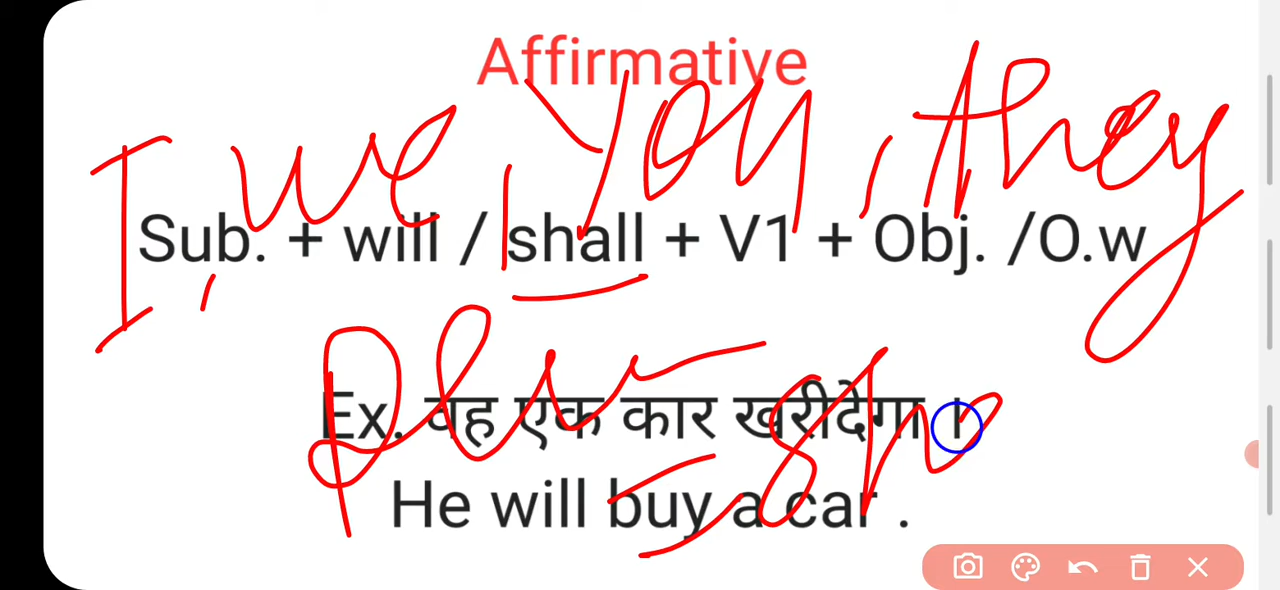 Affirmative
I, we, you, they
Sub. + will / shall + V1 + Obj. /O.w
Ex. वह एक कार खरीदेगा ।
He will buy a car .